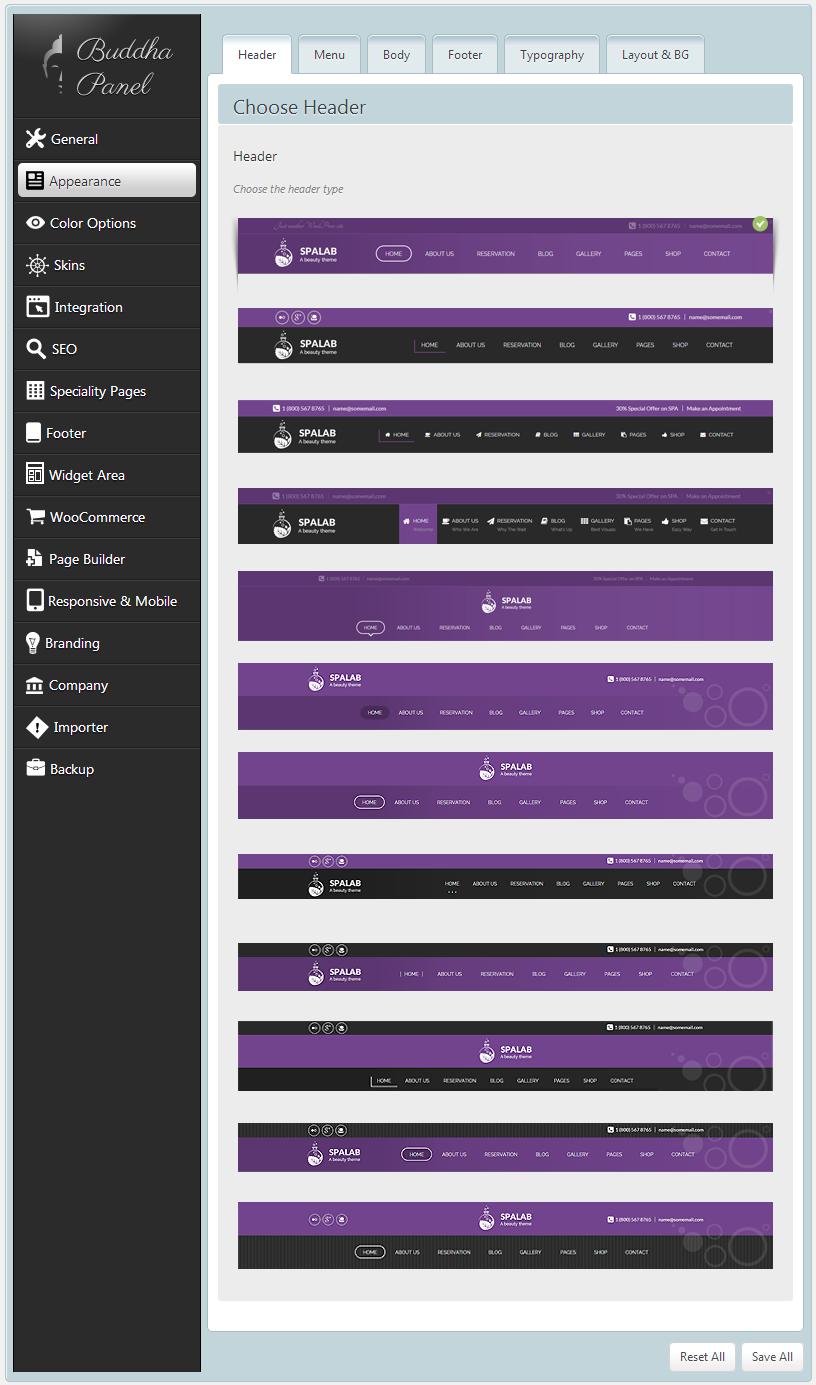 Buddha
Panel
General
Appearance
Color Options
Skins
Integration
SEO
Speciality Pages
Footer
Widget Area
WooCommerce
Page Builder
Responsive & Mobile
Branding
Company
Importer
Backup
Header Menu Body Footer Typography Layout & BG
Choose Header
Header
Choose the header type
Just another WordPress site 1 (800) 567 8765 | name@somemail.com
SPALAB
A beauty theme
HOME ABOUT US RESERVATION BLOG GALLERY PAGES SHOP CONTACT
1 (800) 567 8765 | name@somemail.com
SPALAB
A beauty theme
HOME ABOUT US RESERVATION BLOG GALLERY PAGES SHOP CONTACT
1 (800) 567 8765 | name@somemail.com 30% Special Offer on SPA | Make an Appointment
SPALAB
A beauty theme
HOME ABOUT US RESERVATION BLOG GALLERY PAGES SHOP CONTACT
1 (800) 567 8765 | name@somemail.com 30% Special Offer on SPA | Make an Appointment
SPALAB
A beauty theme
HOME ABOUT US RESERVATION BLOG GALLERY PAGES SHOP CONTACT
Welcome Who We Are Why The Wait What's Up Best Visuals We Have Easy Way Get In Touch
1 (800) 567 8765 | name@somemail.com 30% Special Offer on SPA | Make an Appointment
SPALAB
A beauty theme
HOME ABOUT US RESERVATION BLOG GALLERY PAGES SHOP CONTACT
SPALAB
A beauty theme
1 (800) 567 8765 | name@somemail.com
HOME ABOUT US RESERVATION BLOG GALLERY PAGES SHOP CONTACT
SPALAB
A beauty theme
HOME ABOUT US RESERVATION BLOG GALLERY PAGES SHOP CONTACT
1 (800) 567 8765 | name@somemail.com
SPALAB
A beauty theme
HOME ABOUT US RESERVATION BLOG GALLERY PAGES SHOP CONTACT
1 (800) 567 8765 | name@somemail.com
SPALAB
A beauty theme
| HOME | ABOUT US RESERVATION BLOG GALLERY PAGES SHOP CONTACT
1 (800) 567 8765 | name@somemail.com
SPALAB
A beauty theme
HOME ABOUT US RESERVATION BLOG GALLERY PAGES SHOP CONTACT
1 (800) 567 8765 | name@somemail.com
SPALAB
A beauty theme
HOME ABOUT US RESERVATION BLOG GALLERY PAGES SHOP CONTACT
SPALAB
A beauty theme
1 (800) 567 8765 | name@somemail.com
HOME ABOUT US RESERVATION BLOG GALLERY PAGES SHOP CONTACT
Reset All Save All